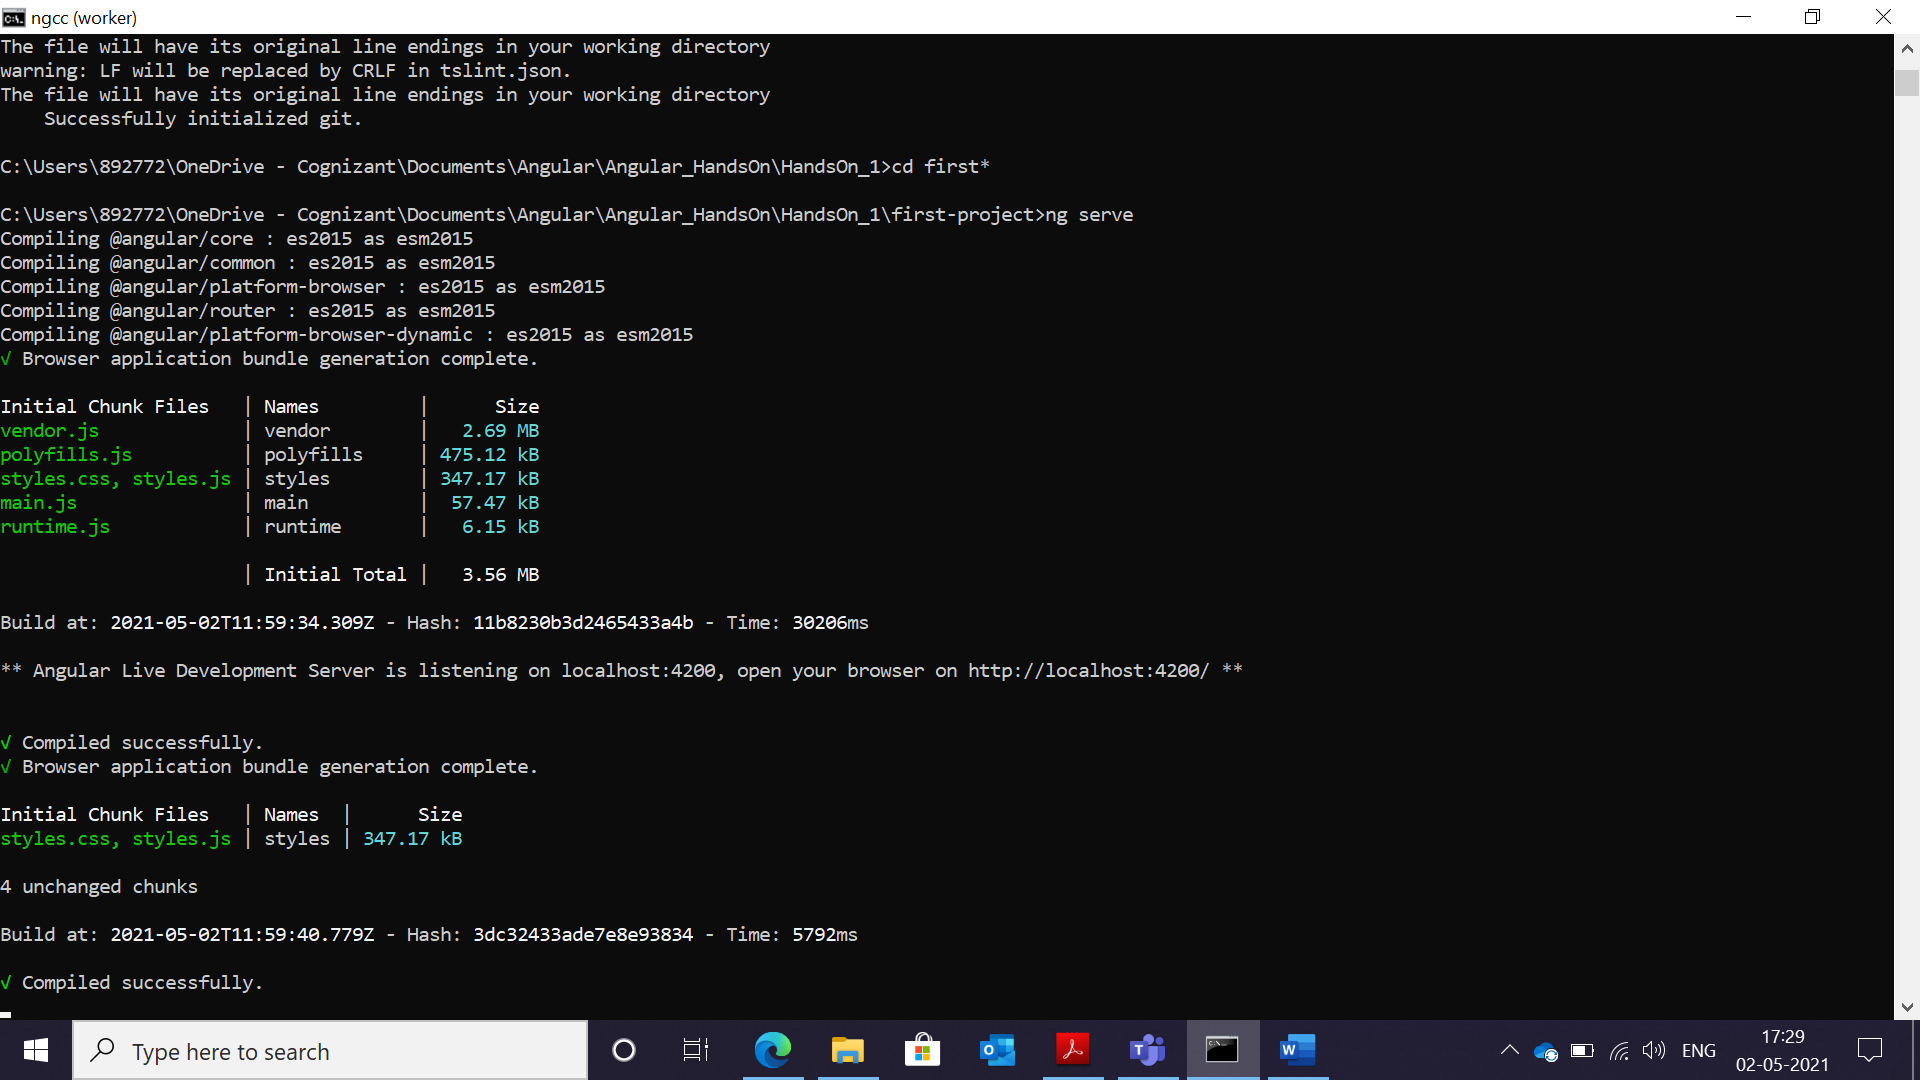 ngcc (worker)
The file will have its original line endings in your working directory
warning: LF will be replaced by CRLF in tslint.json.
The file will have its original line endings in your working directory
    Successfully initialized git.
C:\Users\892772\OneDrive - Cognizant\Documents\Angular\Angular_HandsOn\HandsOn_1>cd first*
C:\Users\892772\OneDrive - Cognizant\Documents\Angular\Angular_HandsOn\HandsOn_1\first-project>ng serve
Compiling @angular/core : es2015 as esm2015
Compiling @angular/common : es2015 as esm2015
Compiling @angular/platform-browser : es2015 as esm2015
Compiling @angular/router : es2015 as esm2015
Compiling @angular/platform-browser-dynamic : es2015 as esm2015
√ Browser application bundle generation complete.
Initial Chunk Files   | Names         |      Size
vendor.js             | vendor        |   2.69 MB
polyfills.js          | polyfills     | 475.12 kB
styles.css, styles.js | styles        | 347.17 kB
main.js               | main          |  57.47 kB
runtime.js            | runtime       |   6.15 kB
                      | Initial Total |   3.56 MB
Build at: 2021-05-02T11:59:34.309Z - Hash: 11b8230b3d2465433a4b - Time: 30206ms
** Angular Live Development Server is listening on localhost:4200, open your browser on http://localhost:4200/ **
√ Compiled successfully.
√ Browser application bundle generation complete.
Initial Chunk Files   | Names  |      Size
styles.css, styles.js | styles | 347.17 kB
4 unchanged chunks
Build at: 2021-05-02T11:59:40.779Z - Hash: 3dc32433ade7e8e93834 - Time: 5792ms
√ Compiled successfully.
Type here to search
ENG
17:29
02-05-2021